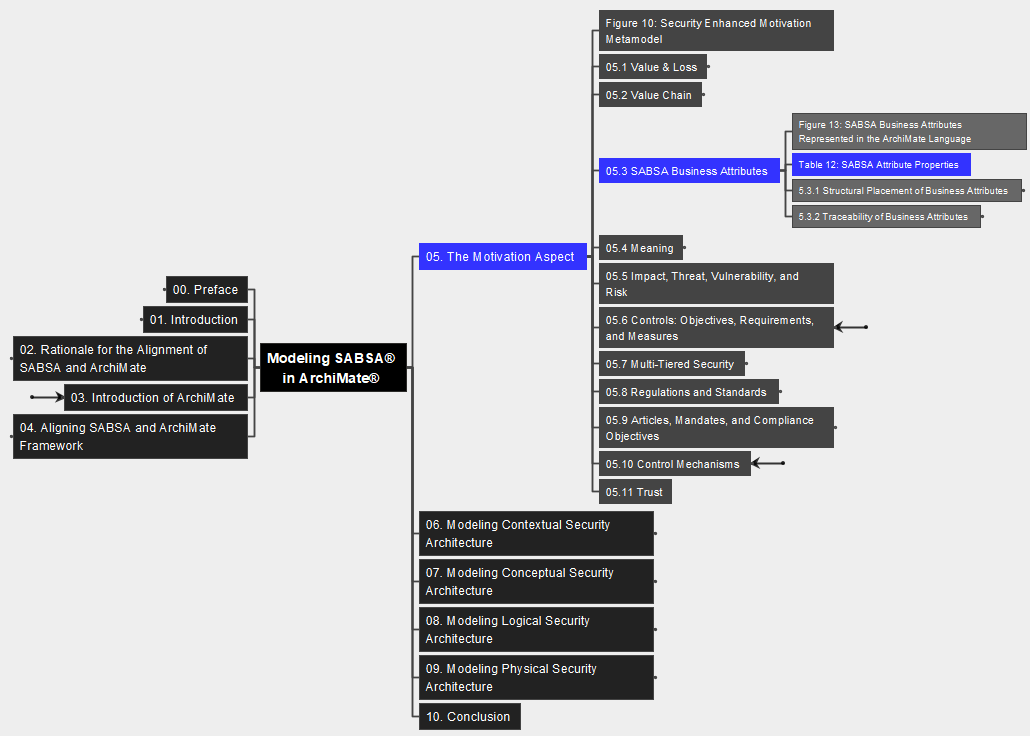 Modeling SABSA®
in ArchiMate®
00. Preface
01. Introduction
02. Rationale for the Alignment of
SABSA and ArchiMate
03. Introduction of ArchiMate
04. Aligning SABSA and ArchiMate
Framework
05. The Motivation Aspect
Figure 10: Security Enhanced Motivation
Metamodel
05.1 Value & Loss
05.2 Value Chain
05.3 SABSA Business Attributes
Figure 13: SABSA Business Attributes
Represented in the ArchiMate Language
Table 12: SABSA Attribute Properties
5.3.1 Structural Placement of Business Attributes
5.3.2 Traceability of Business Attributes
05.4 Meaning
05.5 Impact, Threat, Vulnerability, and
Risk
05.6 Controls: Objectives, Requirements,
and Measures
05.7 Multi-Tiered Security
05.8 Regulations and Standards
05.9 Articles, Mandates, and Compliance
Objectives
05.10 Control Mechanisms
05.11 Trust
06. Modeling Contextual Security
Architecture
07. Modeling Conceptual Security
Architecture
08. Modeling Logical Security
Architecture
09. Modeling Physical Security
Architecture
10. Conclusion